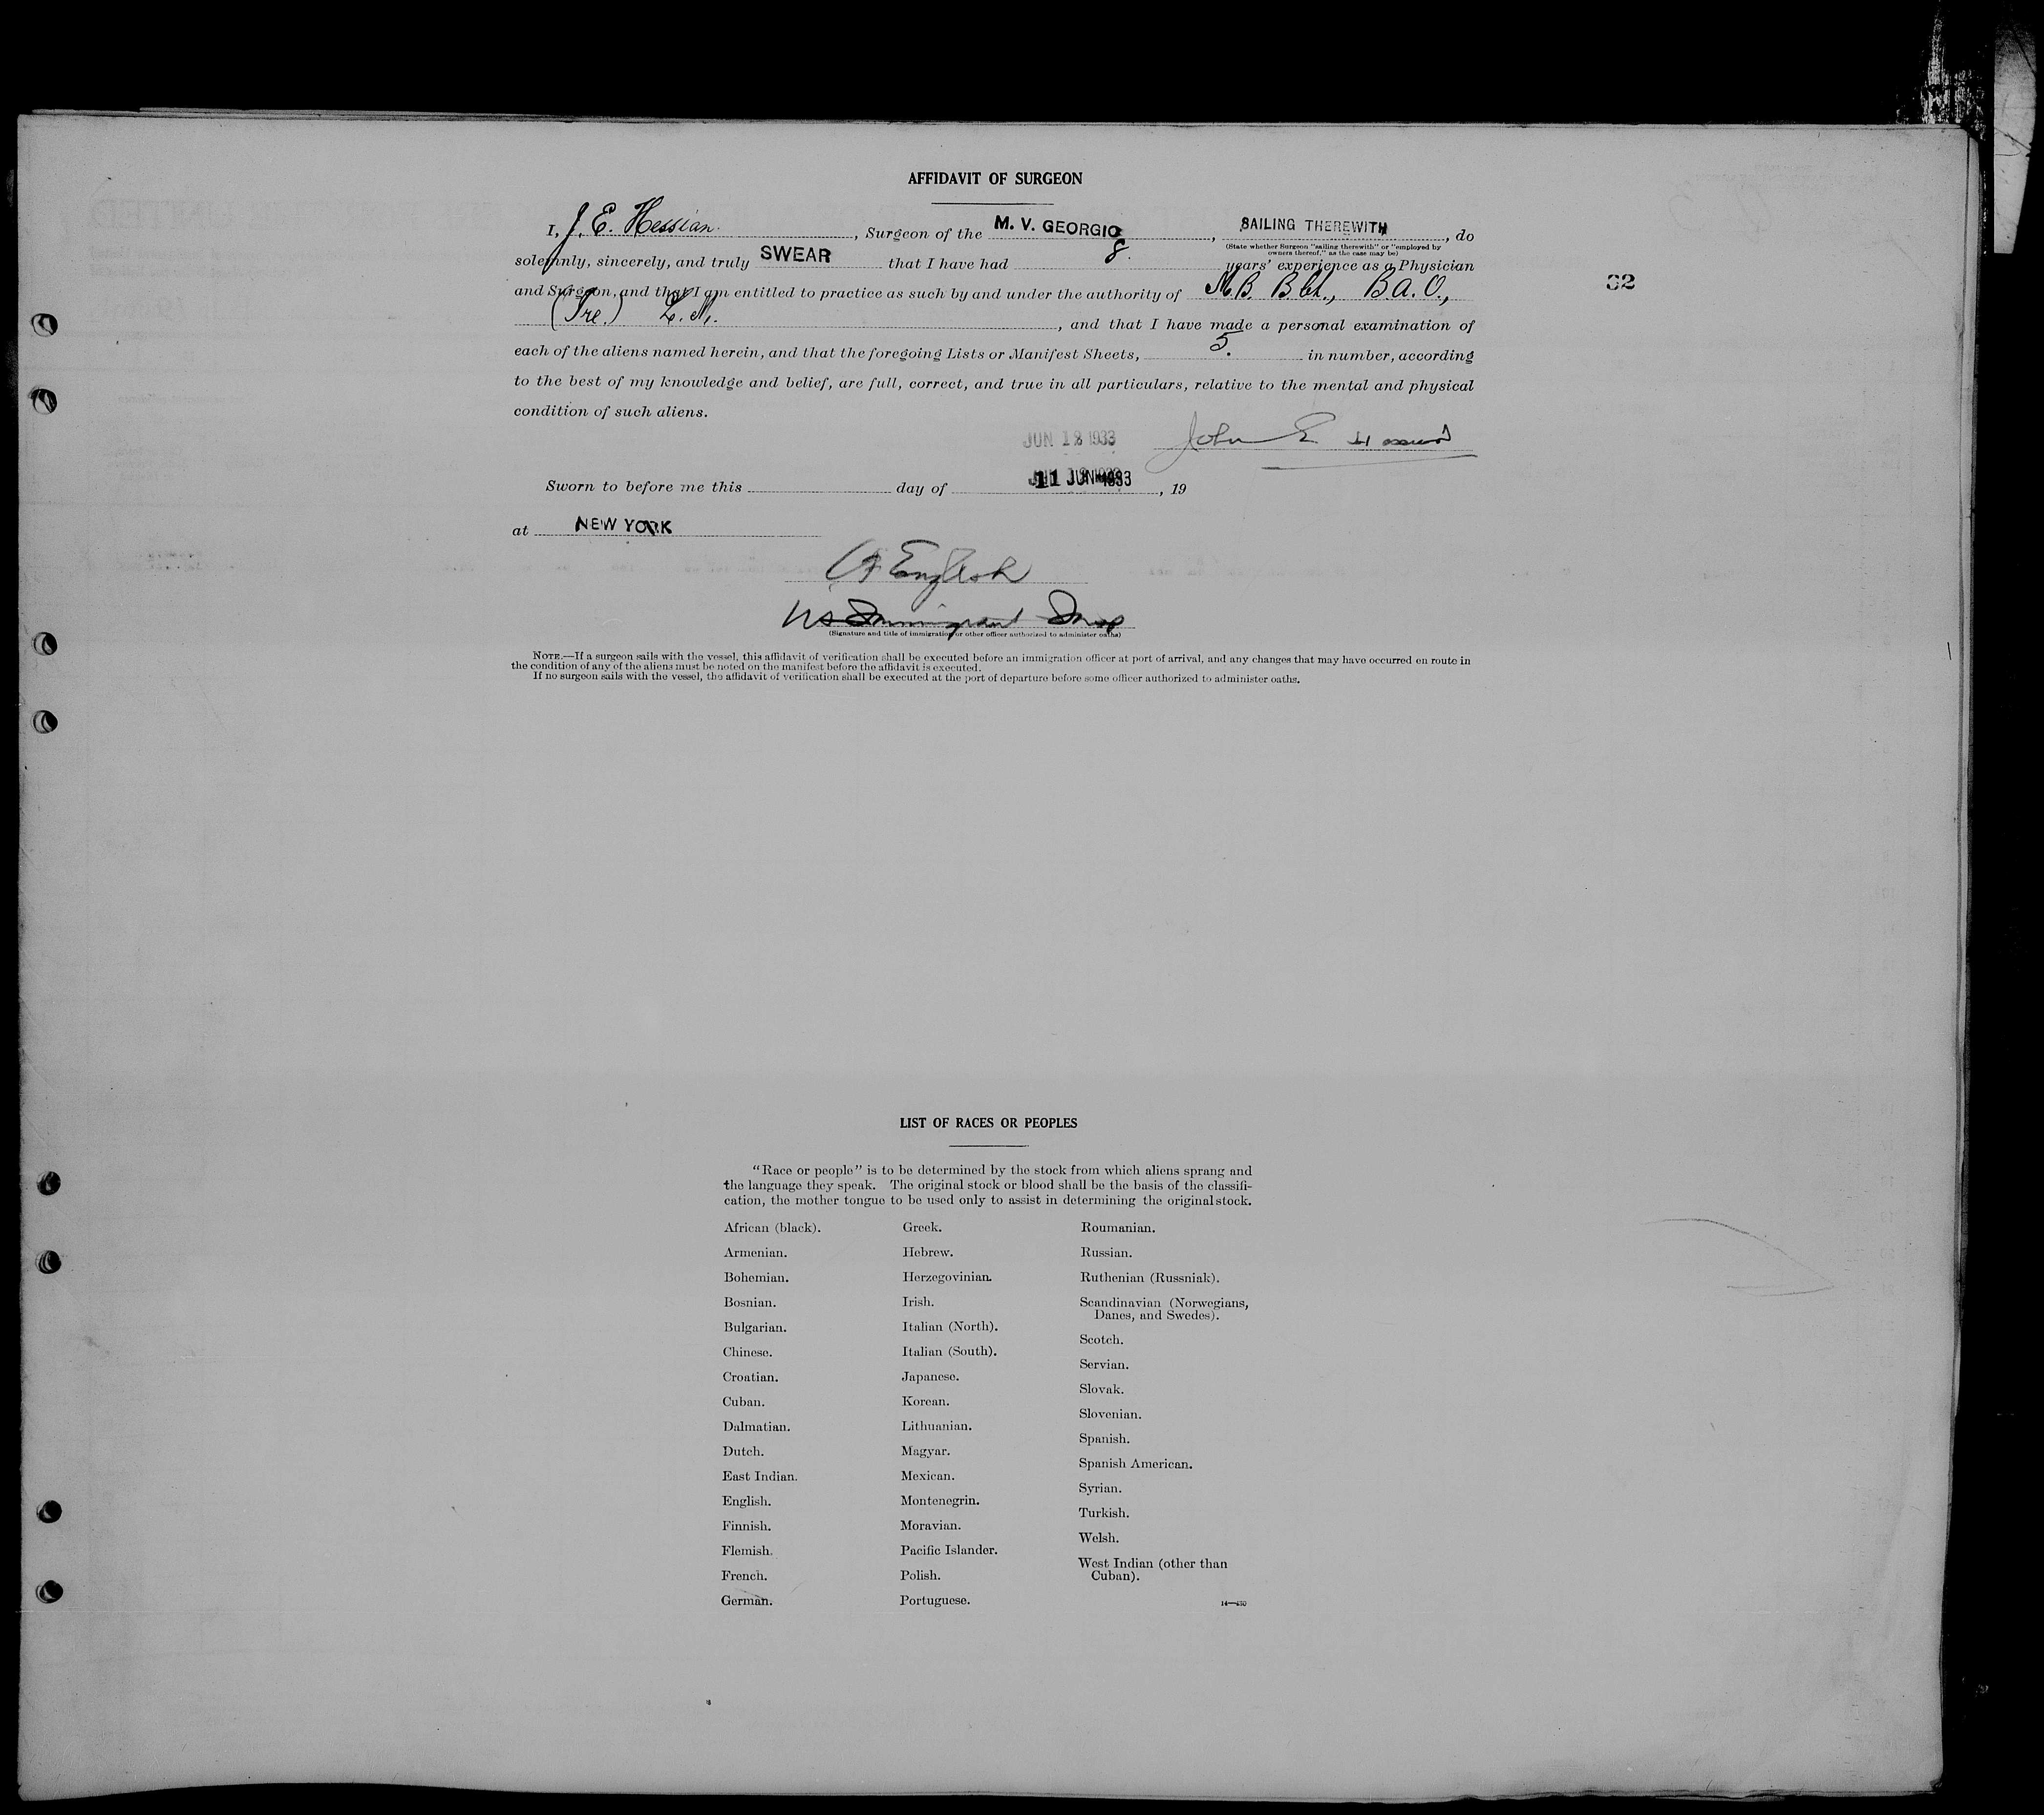 AFFIDAVIT OF SURGEON
I, J. E. Hessian, Surgeon of the M. V. GEORGIC, SAILING THEREWITH, do
(State whether Surgeon "sailing therewith" or "employed by
owners thereof," as the case may be)
solemnly, sincerely, and truly SWEAR that I have had 8. years' experience as a Physician
and Surgeon, and that I am entitled to practice as such by and under the authority of M.B. B.Ch., B.A.O.,
(Ire.) L.M., and that I have made a personal examination of
each of the aliens named herein, and that the foregoing Lists or Manifest Sheets, 5. in number, according
to the best of my knowledge and belief, are full, correct, and true in all particulars, relative to the mental and physical
condition of such aliens.
JUN 1 1933 John E
Sworn to before me this day of 11 JUN 1933, 19
at NEW YORK
English
US Immigrant Insp
(Signature and title of immigration or other officer authorized to administer oaths)
NOTE.—If a surgeon sails with the vessel, this affidavit of verification shall be executed before an immigration officer at port of arrival, and any changes that may have occurred en route in
the condition of any of the aliens must be noted on the manifest before the affidavit is executed.
If no surgeon sails with the vessel, the affidavit of verification shall be executed at the port of departure before some officer authorized to administer oaths.
LIST OF RACES OR PEOPLES
"Race or people" is to be determined by the stock from which aliens sprang and
the language they speak. The original stock or blood shall be the basis of the classifi-
cation, the mother tongue to be used only to assist in determining the original stock.
African (black).
Armenian.
Bohemian.
Bosnian.
Bulgarian.
Chinese.
Croatian.
Cuban.
Dalmatian.
Dutch.
East Indian.
English.
Finnish.
Flemish.
French.
German.
Greek.
Hebrew.
Herzegovinian.
Irish.
Italian (North).
Italian (South).
Japanese.
Korean.
Lithuanian.
Magyar.
Mexican.
Montenegrin.
Moravian.
Pacific Islander.
Polish.
Portuguese.
Roumanian.
Russian.
Ruthenian (Russniak).
Scandinavian (Norwegians,
Danes, and Swedes).
Scotch.
Servian.
Slovak.
Slovenian.
Spanish.
Spanish American.
Syrian.
Turkish.
Welsh.
West Indian (other than
Cuban).